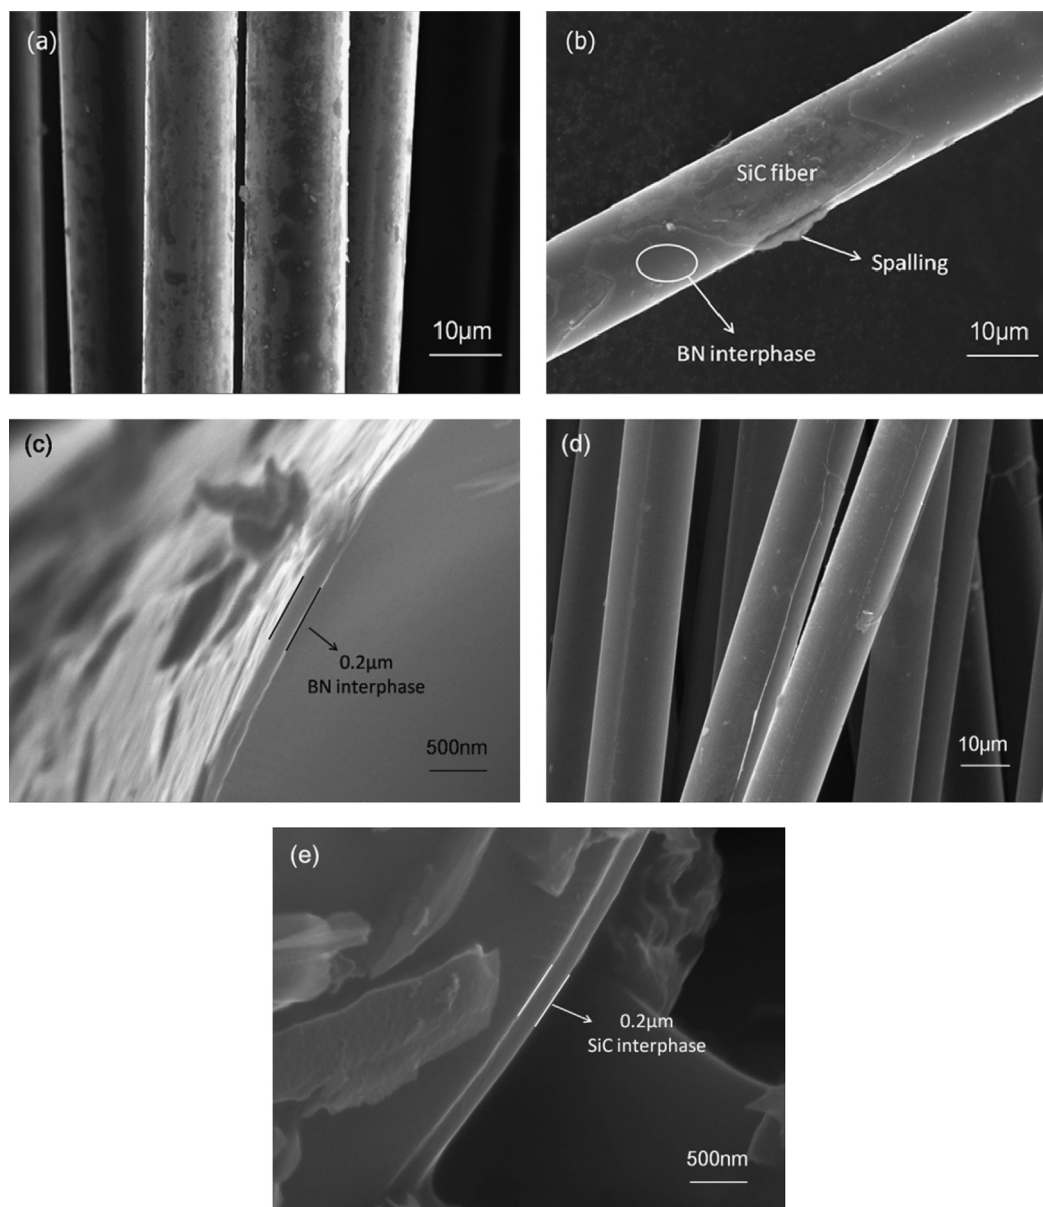 (a)
10μm
(b)
SiC fiber
Spalling
BN interphase
10μm
(c)
0.2μm
BN interphase
500nm
(d)
10μm
(e)
0.2μm
SiC interphase
500nm